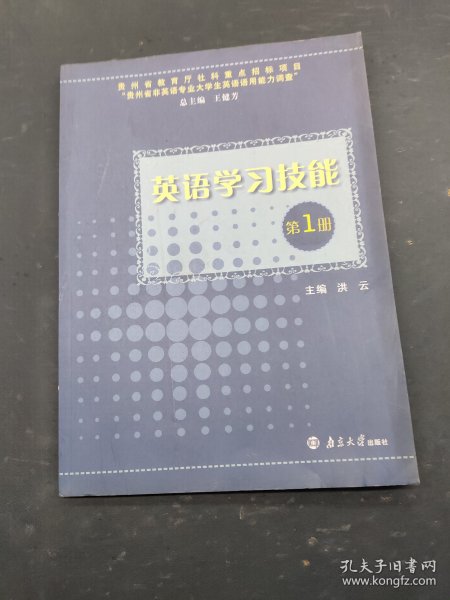 贵州省教育厅社科重点招标项目
“贵州省非英语专业大学生英语语用能力调查”
总主编 王健芳
英语学习技能
第1册
主编 洪云
南京大学出版社
孔夫子旧书网
www.kongfz.com